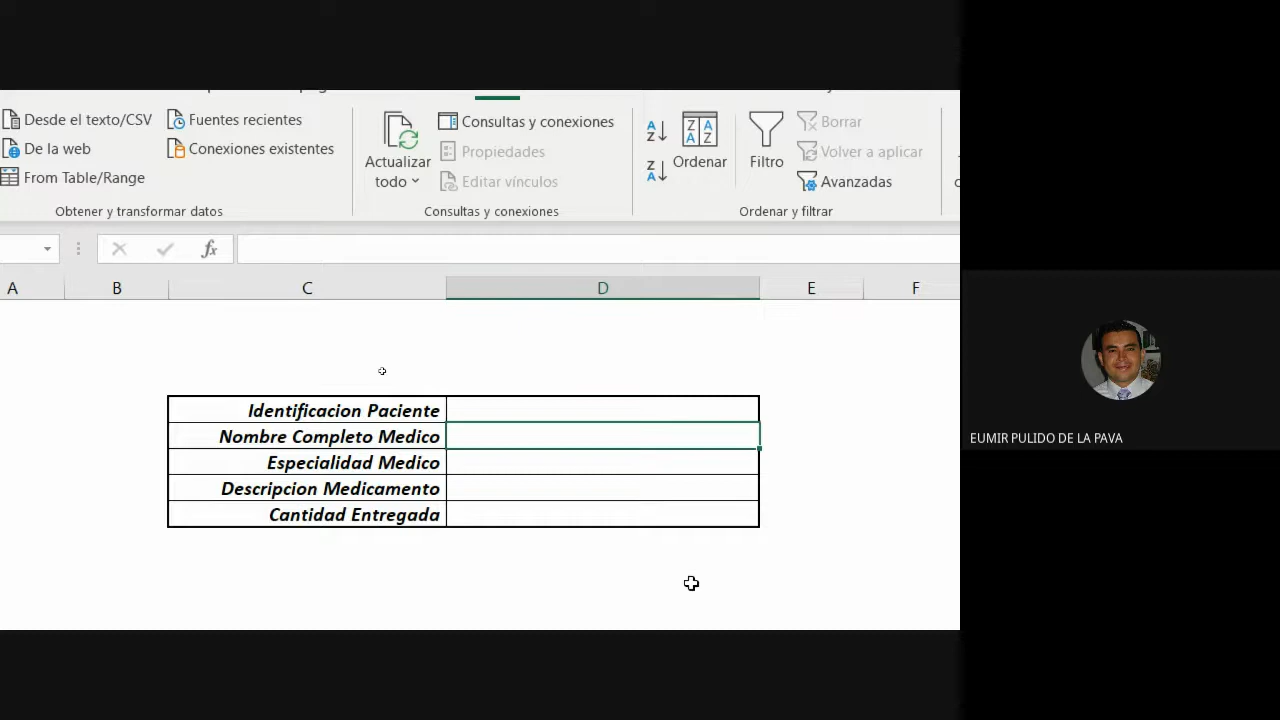 Desde el texto/CSV
Fuentes recientes
De la web
Conexiones existentes
From Table/Range
Obtener y transformar datos
Actualizar
todo
Consultas y conexiones
Propiedades
Editar vínculos
Consultas y conexiones
Ordenar
Filtro
Borrar
Volver a aplicar
Avanzadas
Ordenar y filtrar
fx
A B C D E F
Identificacion Paciente
Nombre Completo Medico
Especialidad Medico
Descripcion Medicamento
Cantidad Entregada
EUMIR PULIDO DE LA PAVA